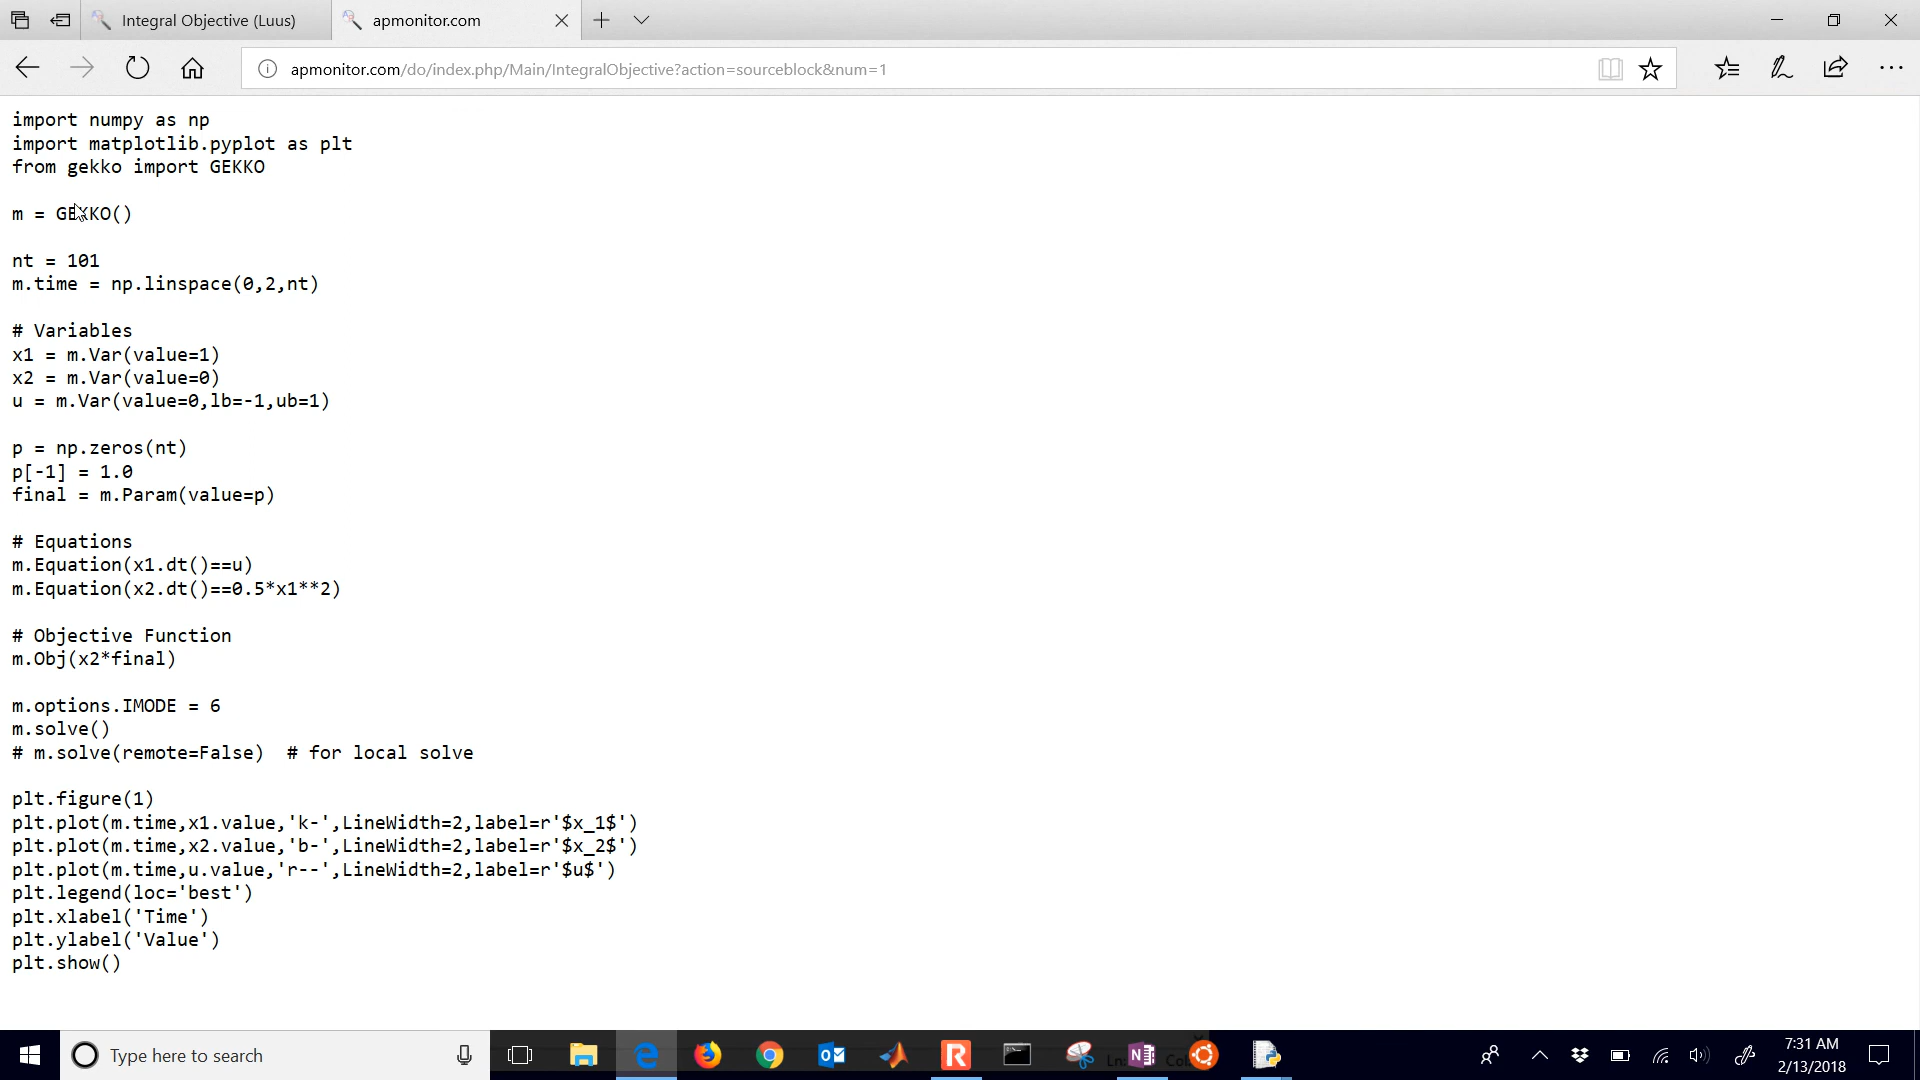 Integral Objective (Luus)
apmonitor.com
apmonitor.com/do/index.php/Main/IntegralObjective?action=sourceblock&num=1
import numpy as np
import matplotlib.pyplot as plt
from gekko import GEKKO
m = GEKKO()
nt = 101
m.time = np.linspace(0,2,nt)
# Variables
x1 = m.Var(value=1)
x2 = m.Var(value=0)
u = m.Var(value=0,lb=-1,ub=1)
p = np.zeros(nt)
p[-1] = 1.0
final = m.Param(value=p)
# Equations
m.Equation(x1.dt()==u)
m.Equation(x2.dt()==0.5*x1**2)
# Objective Function
m.Obj(x2*final)
m.options.IMODE = 6
m.solve()
# m.solve(remote=False)  # for local solve
plt.figure(1)
plt.plot(m.time,x1.value,'k-',LineWidth=2,label=r'$x_1$')
plt.plot(m.time,x2.value,'b-',LineWidth=2,label=r'$x_2$')
plt.plot(m.time,u.value,'r--',LineWidth=2,label=r'$u$')
plt.legend(loc='best')
plt.xlabel('Time')
plt.ylabel('Value')
plt.show()
Type here to search
7:31 AM
2/13/2018